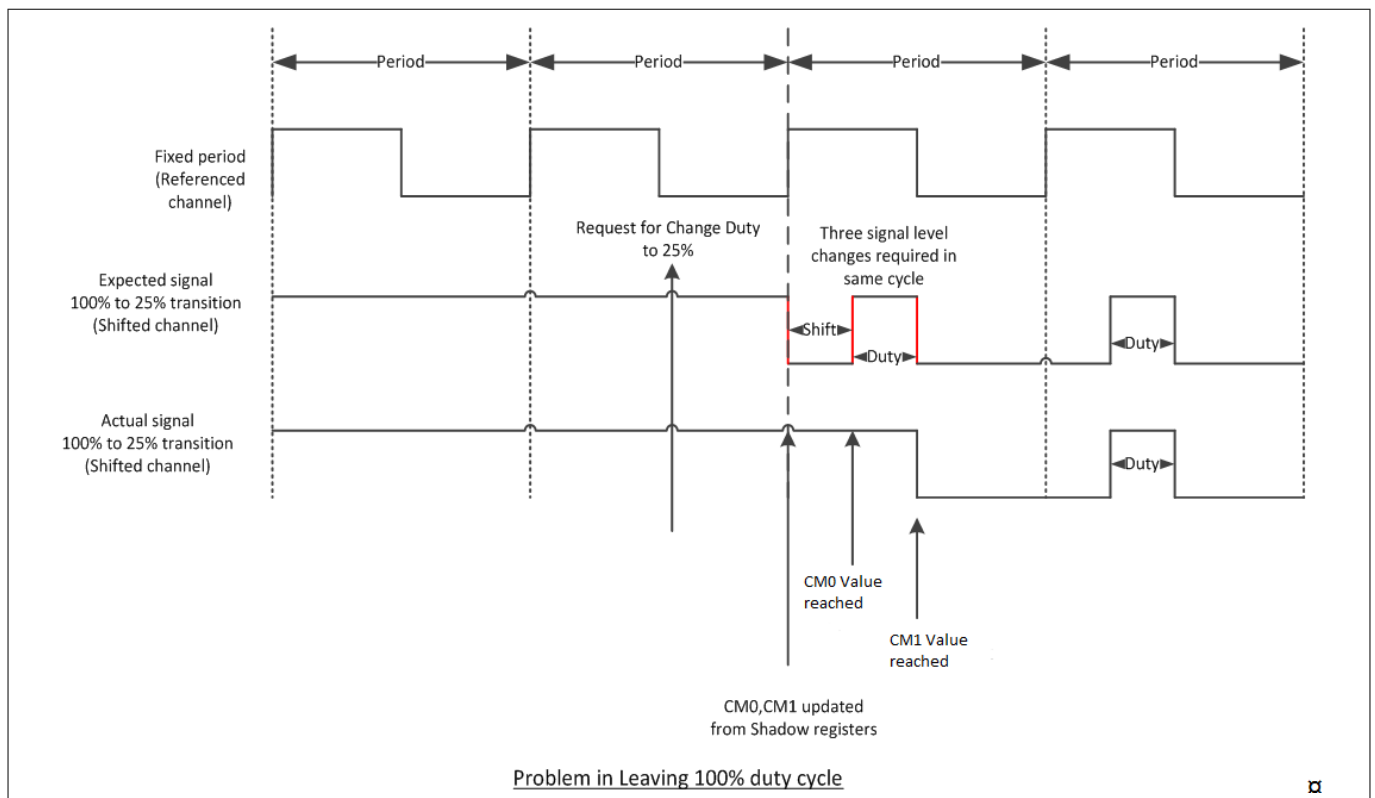 Period
Period
Period
Period
Fixed period
(Referenced
channel)
Request for Change Duty
to 25%
Three signal level
changes required in
same cycle
Expected signal
100% to 25% transition
(Shifted channel)
Shift
Duty
Duty
Actual signal
100% to 25% transition
(Shifted channel)
Duty
CM0 Value
reached
CM1 Value
reached
CM0,CM1 updated
from Shadow registers
Problem in Leaving 100% duty cycle
¤